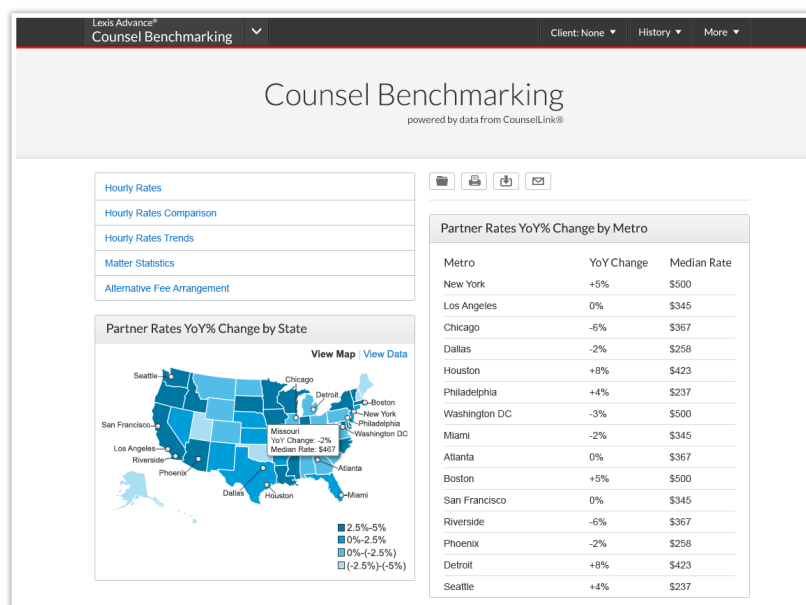 Lexis Advance®
Counsel Benchmarking
Client: None ▼ History ▼ More ▼
Counsel Benchmarking
powered by data from CounselLink®
Hourly Rates
Hourly Rates Comparison
Hourly Rates Trends
Matter Statistics
Alternative Fee Arrangement
Partner Rates YoY% Change by State
View Map | View Data
Seattle
Chicago
Detroit
Boston
New York
Philadelphia
Washington DC
San Francisco
Los Angeles
Riverside
Phoenix
Missouri
YoY Change: -2%
Median Rate: $467
Atlanta
Dallas
Houston
Miami
2.5%-5%
0%-2.5%
0%-(-2.5%)
(-2.5%)-(-5%)
Partner Rates YoY% Change by Metro
Metro YoY Change Median Rate
New York +5% $500
Los Angeles 0% $345
Chicago -6% $367
Dallas -2% $258
Houston +8% $423
Philadelphia +4% $237
Washington DC -3% $500
Miami -2% $345
Atlanta 0% $367
Boston +5% $500
San Francisco 0% $345
Riverside -6% $367
Phoenix -2% $258
Detroit +8% $423
Seattle +4% $237